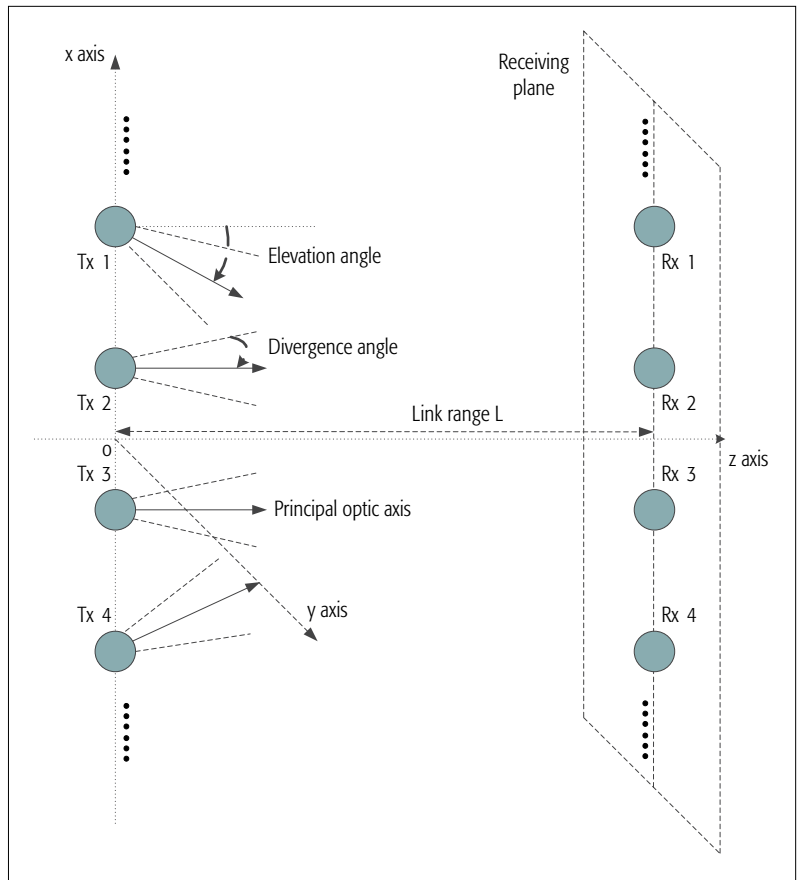 x axis
Receiving
plane
Elevation angle
Tx 1
Rx 1
Divergence angle
Tx 2
Rx 2
Link range L
o
z axis
Tx 3
Rx 3
Principal optic axis
Tx 4
y axis
Rx 4